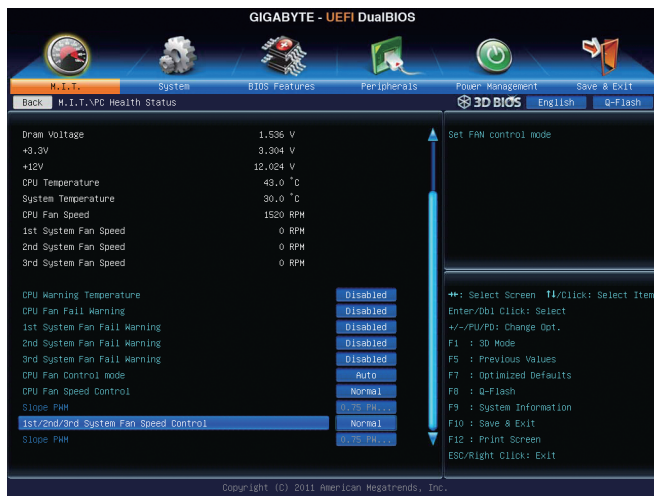 GIGABYTE - UEFI DualBIOS
M.I.T. System BIOS Features Peripherals Power Management Save & Exit
Back M.I.T.\PC Health Status 3D BIOS English Q-Flash
Dram Voltage 1.536 V
+3.3V 3.304 V
+12V 12.024 V
CPU Temperature 43.0 °C
System Temperature 30.0 °C
CPU Fan Speed 1520 RPM
1st System Fan Speed 0 RPM
2nd System Fan Speed 0 RPM
3rd System Fan Speed 0 RPM
CPU Warning Temperature Disabled
CPU Fan Fail Warning Disabled
1st System Fan Fail Warning Disabled
2nd System Fan Fail Warning Disabled
3rd System Fan Fail Warning Disabled
CPU Fan Control mode Auto
CPU Fan Speed Control Normal
Slope PWM 0.75 PW...
1st/2nd/3rd System Fan Speed Control Normal
Slope PWM 0.75 PW...
Set FAN control mode
→←: Select Screen ↑↓/Click: Select Item
Enter/Dbl Click: Select
+/-/PU/PD: Change Opt.
F1 : 3D Mode
F5 : Previous Values
F7 : Optimized Defaults
F8 : Q-Flash
F9 : System Information
F10 : Save & Exit
F12 : Print Screen
ESC/Right Click: Exit
Copyright (C) 2011 American Megatrends, Inc.